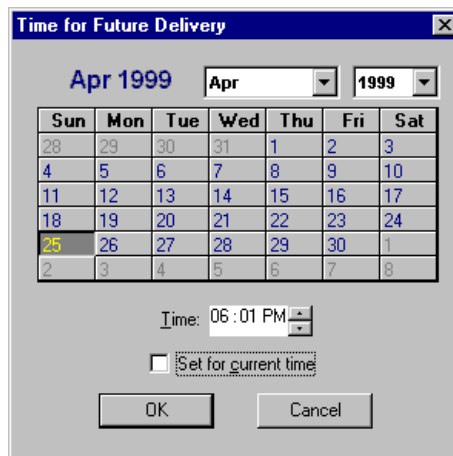 Time for Future Delivery
Apr 1999 Apr 1999
Sun Mon Tue Wed Thu Fri Sat
28 29 30 31 1 2 3
4 5 6 7 8 9 10
11 12 13 14 15 16 17
18 19 20 21 22 23 24
25 26 27 28 29 30 1
2 3 4 5 6 7 8
Time: 06:01 PM
Set for current time
OK Cancel